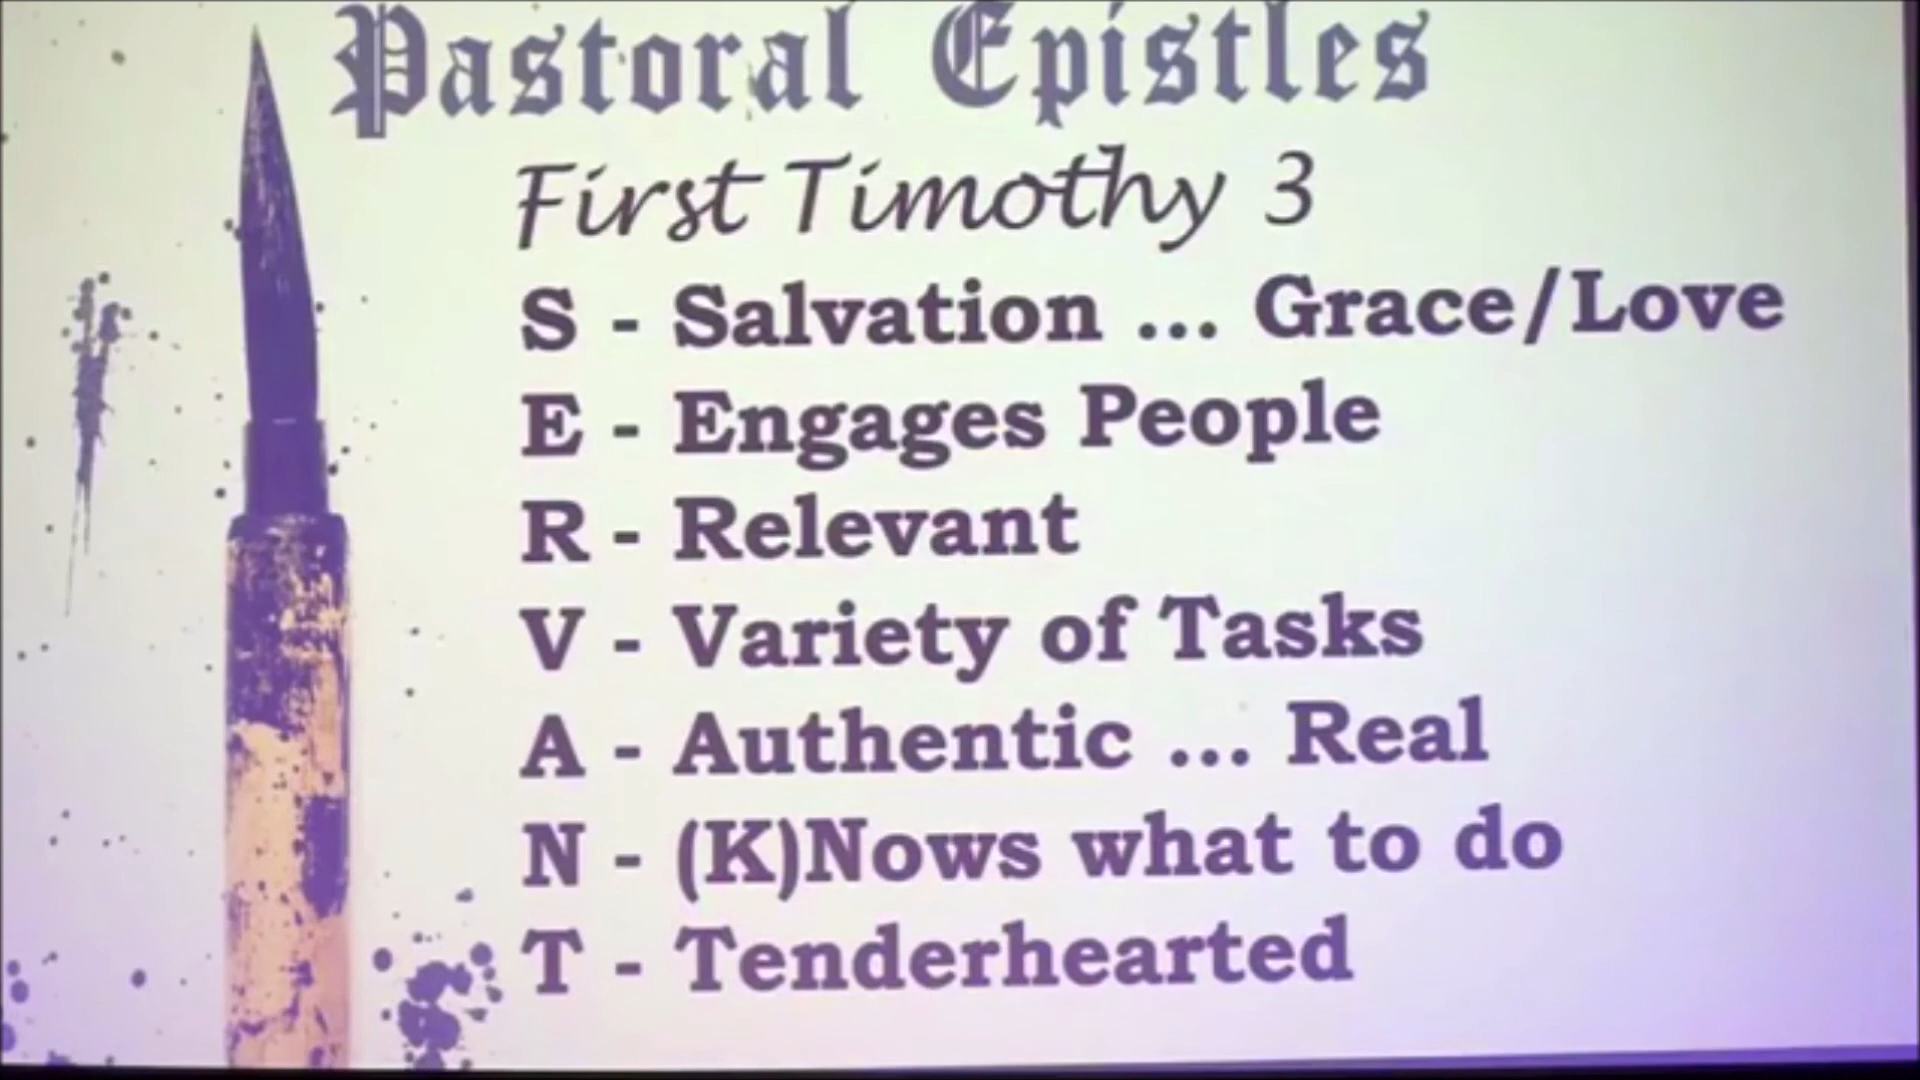 Pastoral Epistles
First Timothy 3
S - Salvation ... Grace/Love
E - Engages People
R - Relevant
V - Variety of Tasks
A - Authentic ... Real
N - (K)Nows what to do
T - Tenderhearted